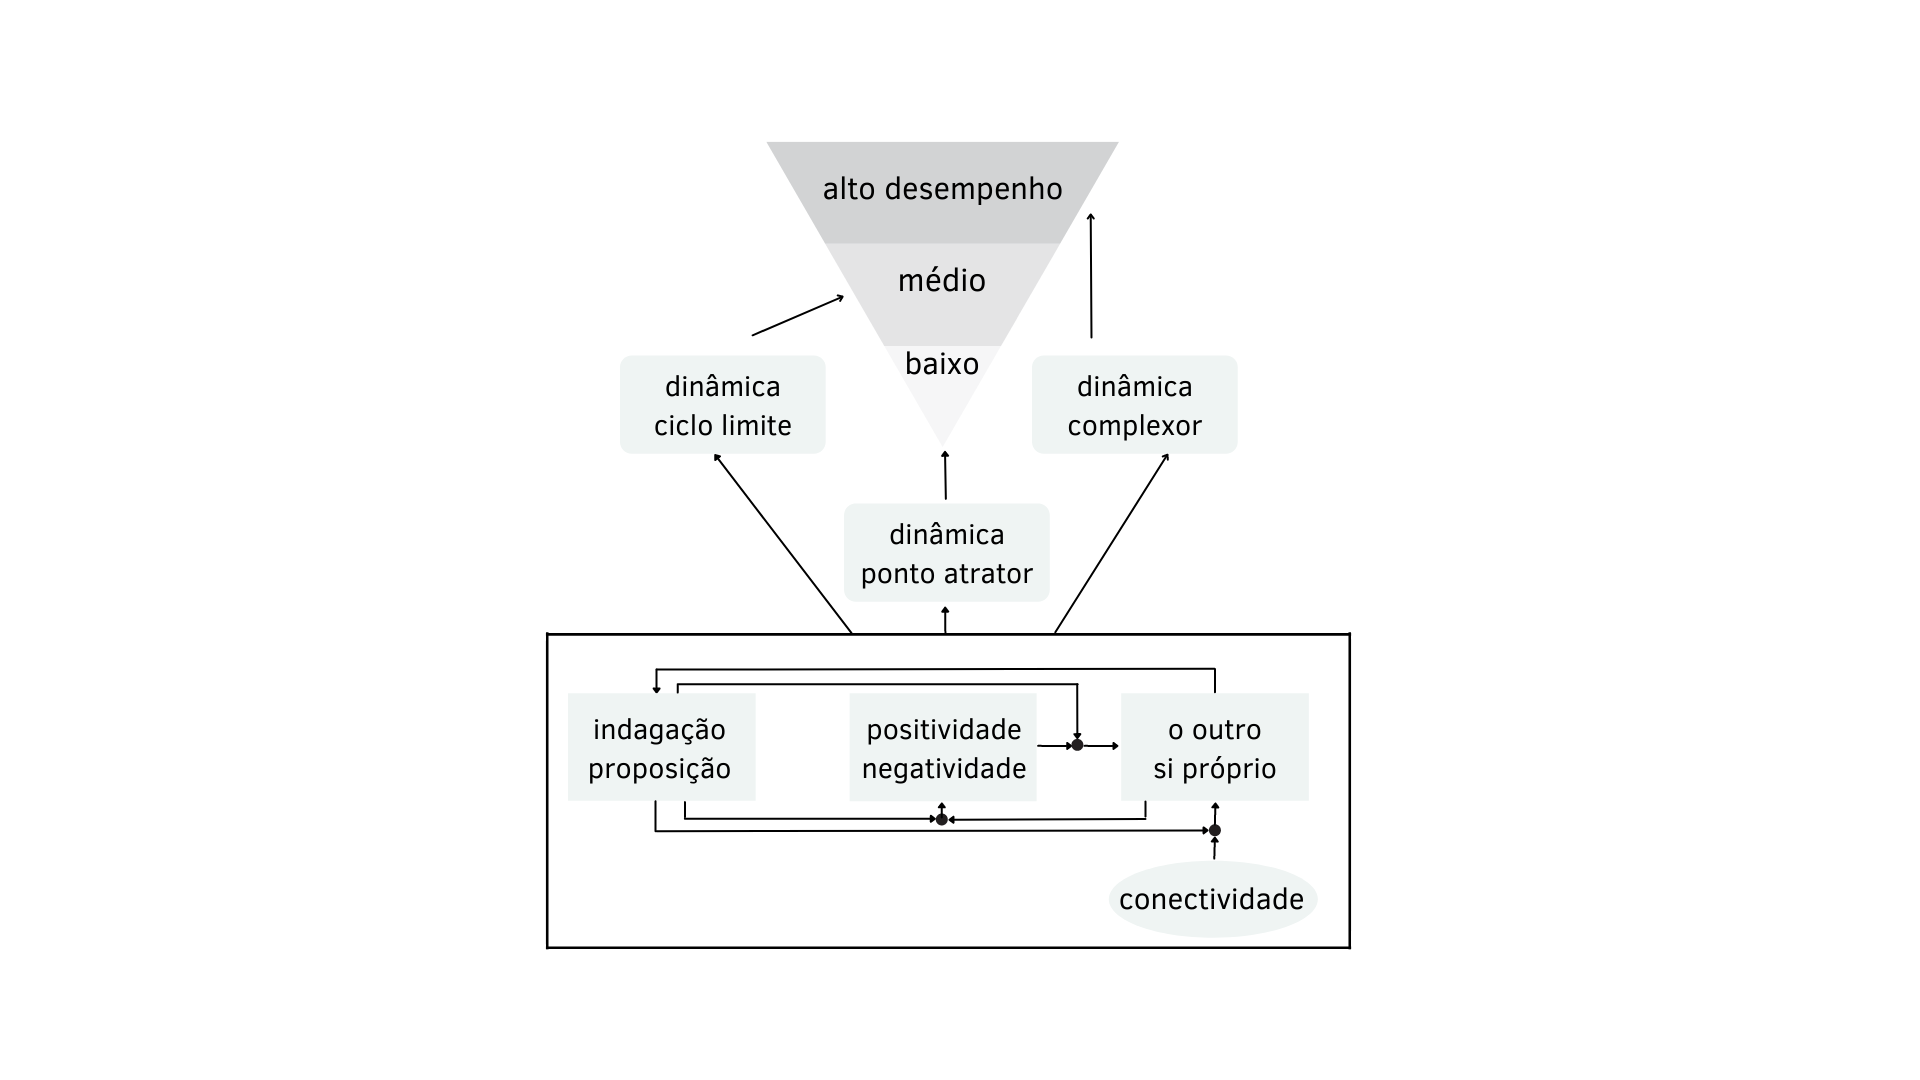 alto desempenho
médio
baixo
dinâmica
ciclo limite
dinâmica
complexor
dinâmica
ponto atrator
indagação
proposição
positividade
negatividade
o outro
si próprio
conectividade